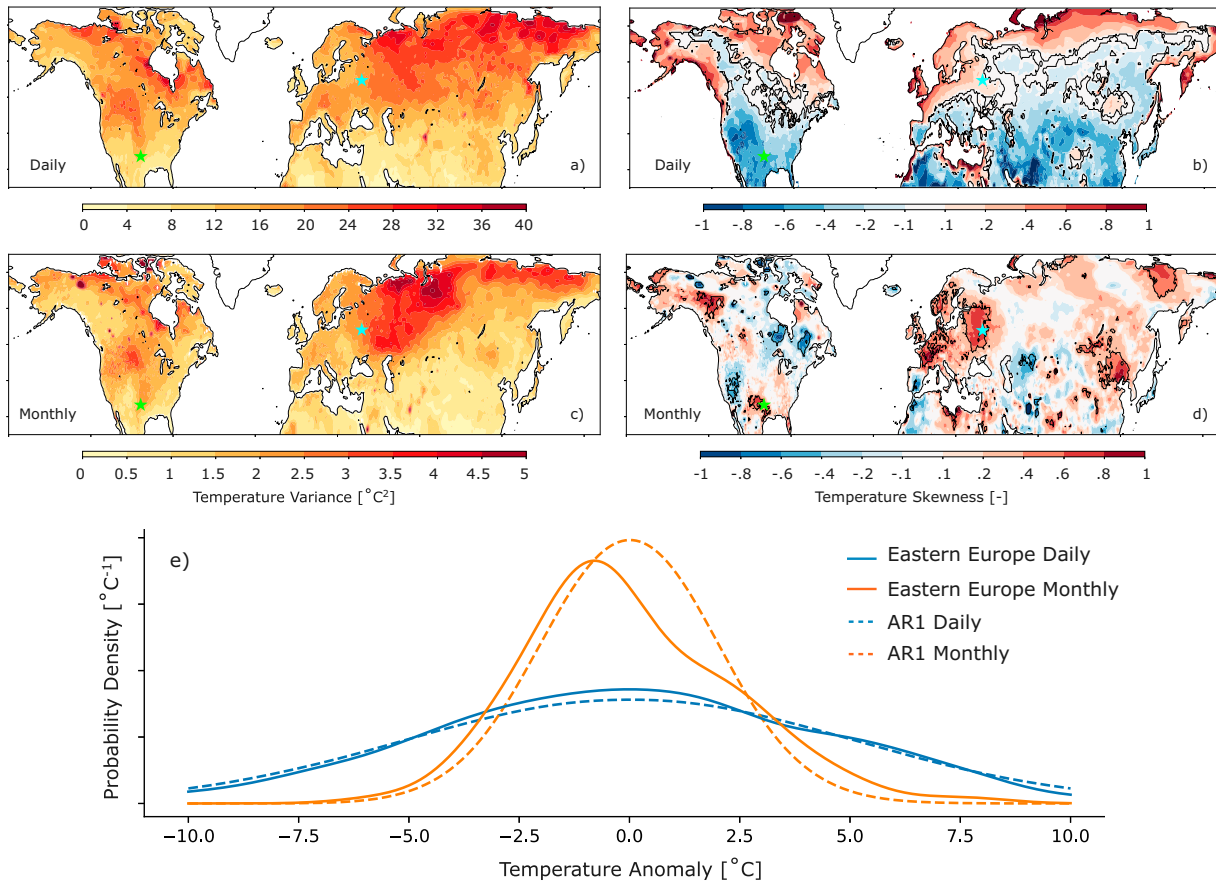 Daily
a)
Daily
b)
0 4 8 12 16 20 24 28 32 36 40
-1 -.8 -.6 -.4 -.2 -.1 .2 .4 .6 .8 1
Monthly
c)
Monthly
d)
0 0.5 1 1.5 2 2.5 3 3.5 4 4.5 5
-1 -.8 -.6 -.4 -.2 -.1 .2 .4 .6 .8 1
Temperature Variance [˚C²]
Temperature Skewness [-]
e)
Eastern Europe Daily
Eastern Europe Monthly
AR1 Daily
AR1 Monthly
Probability Density [˚C⁻¹]
−10.0 −7.5 −5.0 −2.5 0.0 2.5 5.0 7.5 10.0
Temperature Anomaly [˚C]